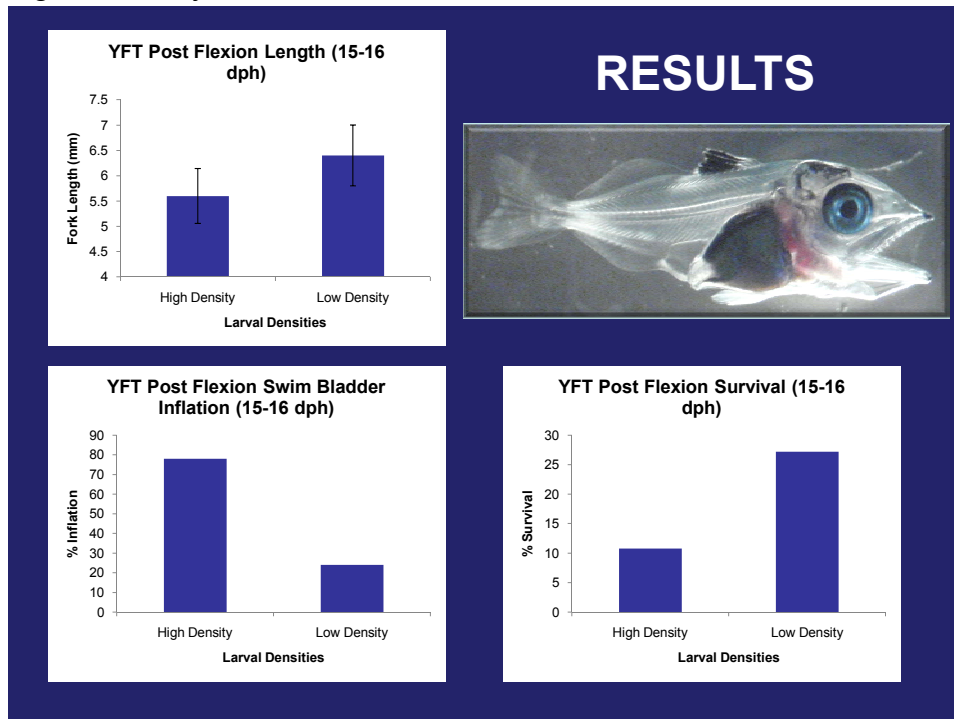 YFT Post Flexion Length (15-16
dph)
7.5
7
6.5
6
5.5
5
4.5
4
Fork Length (mm)
High Density
Low Density
Larval Densities
RESULTS
YFT Post Flexion Swim Bladder
Inflation (15-16 dph)
90
80
70
60
50
40
30
20
10
0
% Inflation
High Density
Low Density
Larval Densities
YFT Post Flexion Survival (15-16
dph)
30
25
20
15
10
5
0
% Survival
High Density
Low Density
Larval Densities